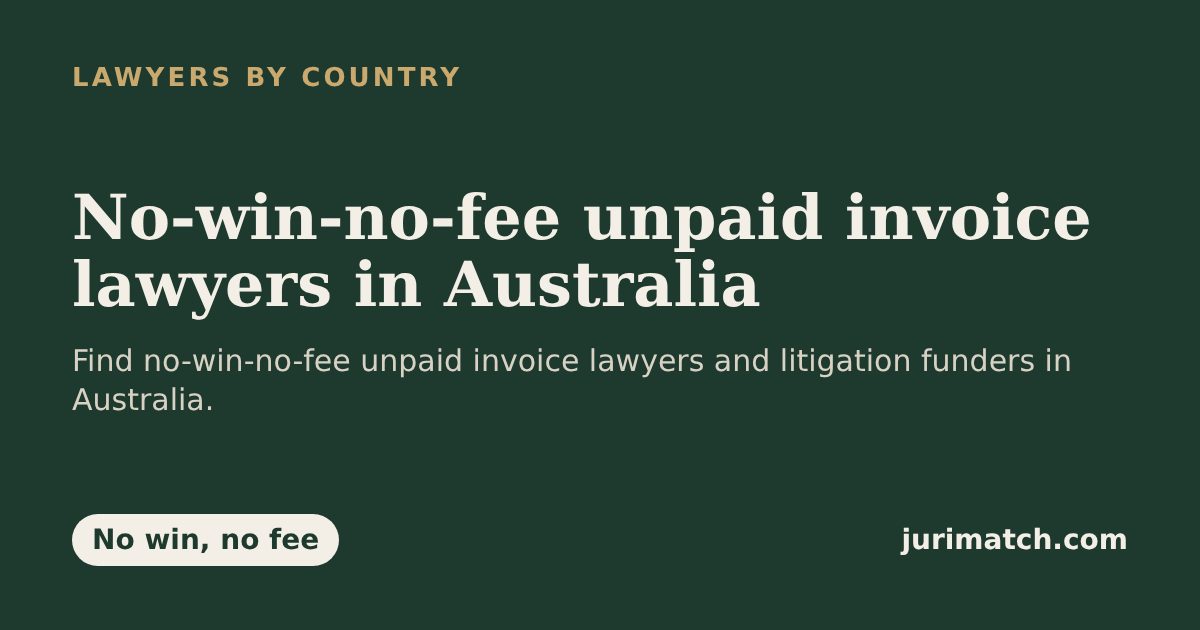 LAWYERS BY COUNTRY
No-win-no-fee unpaid invoice
lawyers in Australia
Find no-win-no-fee unpaid invoice lawyers and litigation funders in
Australia.
No win, no fee
jurimatch.com